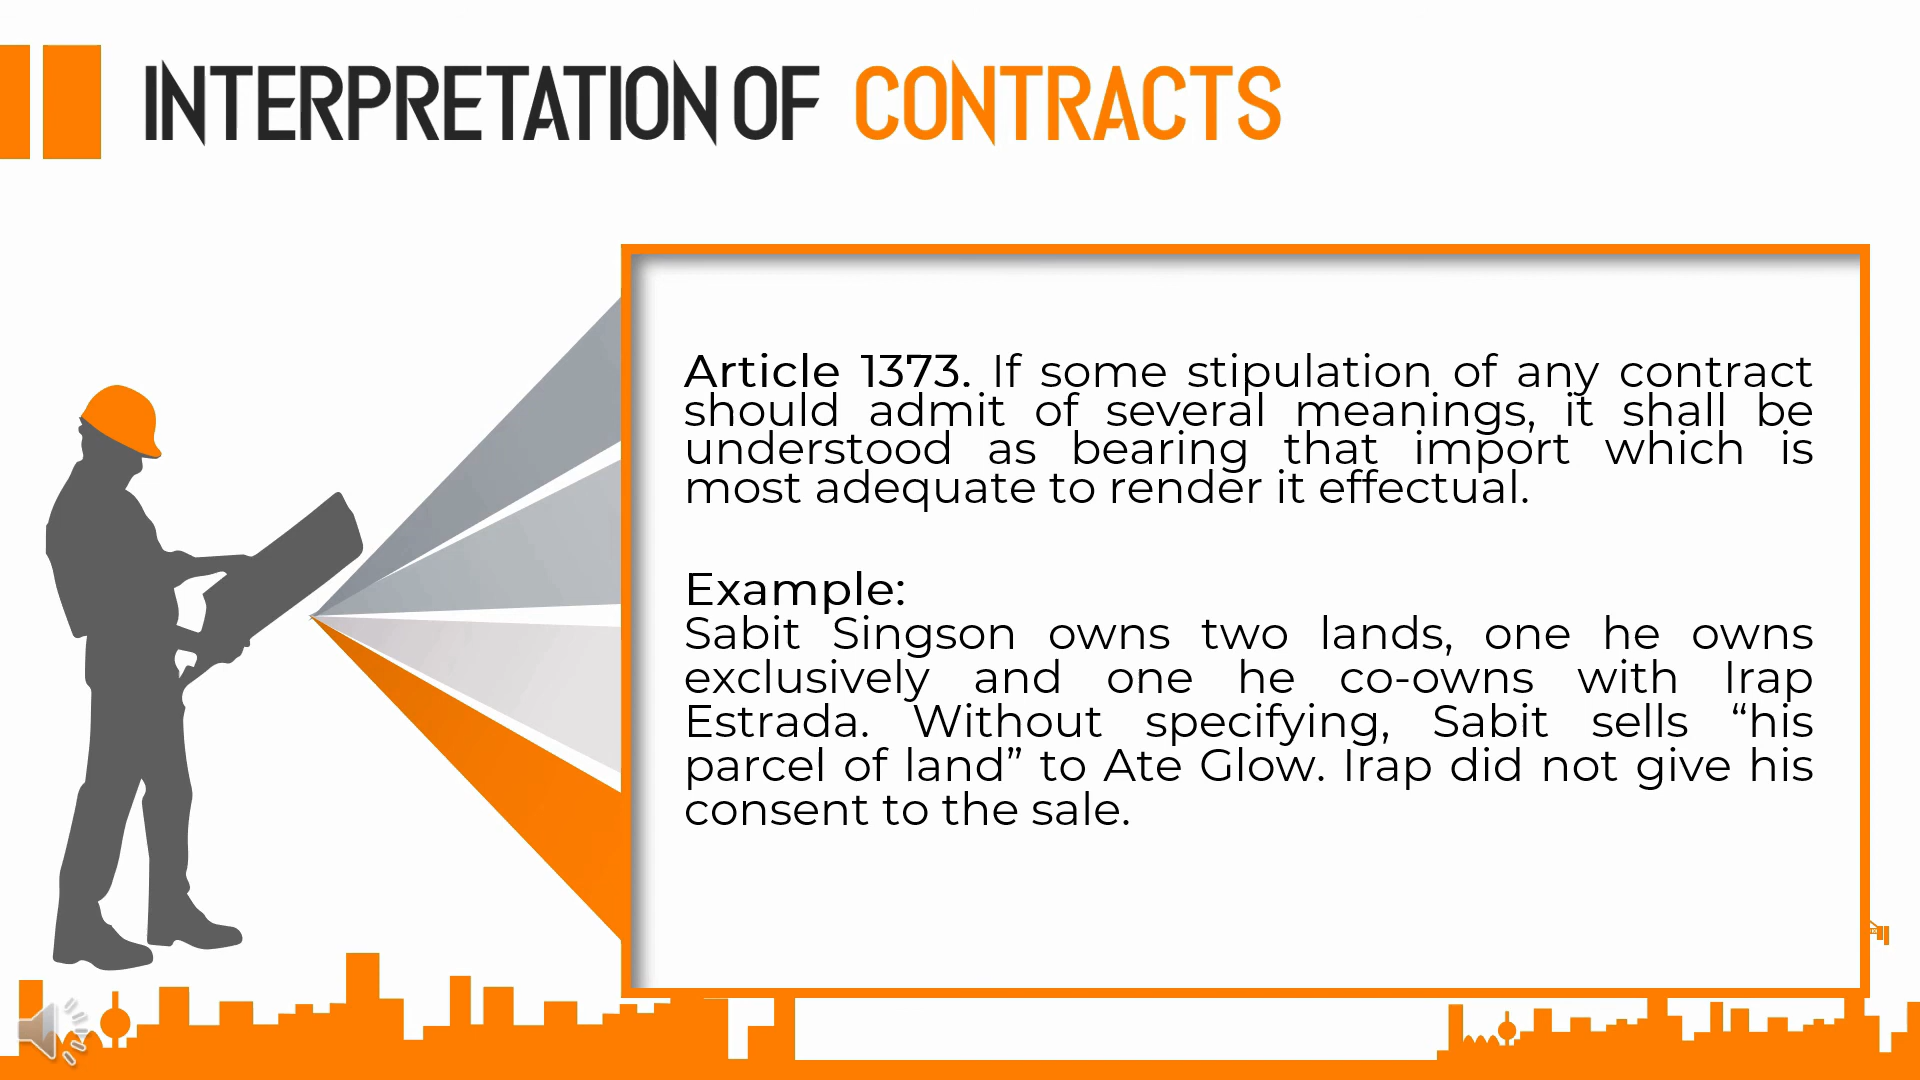 INTERPRETATION OF CONTRACTS
Article 1373. If some stipulation of any contract
should admit of several meanings, it shall be
understood as bearing that import which is
most adequate to render it effectual.
Example:
Sabit Singson owns two lands, one he owns
exclusively and one he co-owns with Irap
Estrada. Without specifying, Sabit sells “his
parcel of land” to Ate Glow. Irap did not give his
consent to the sale.